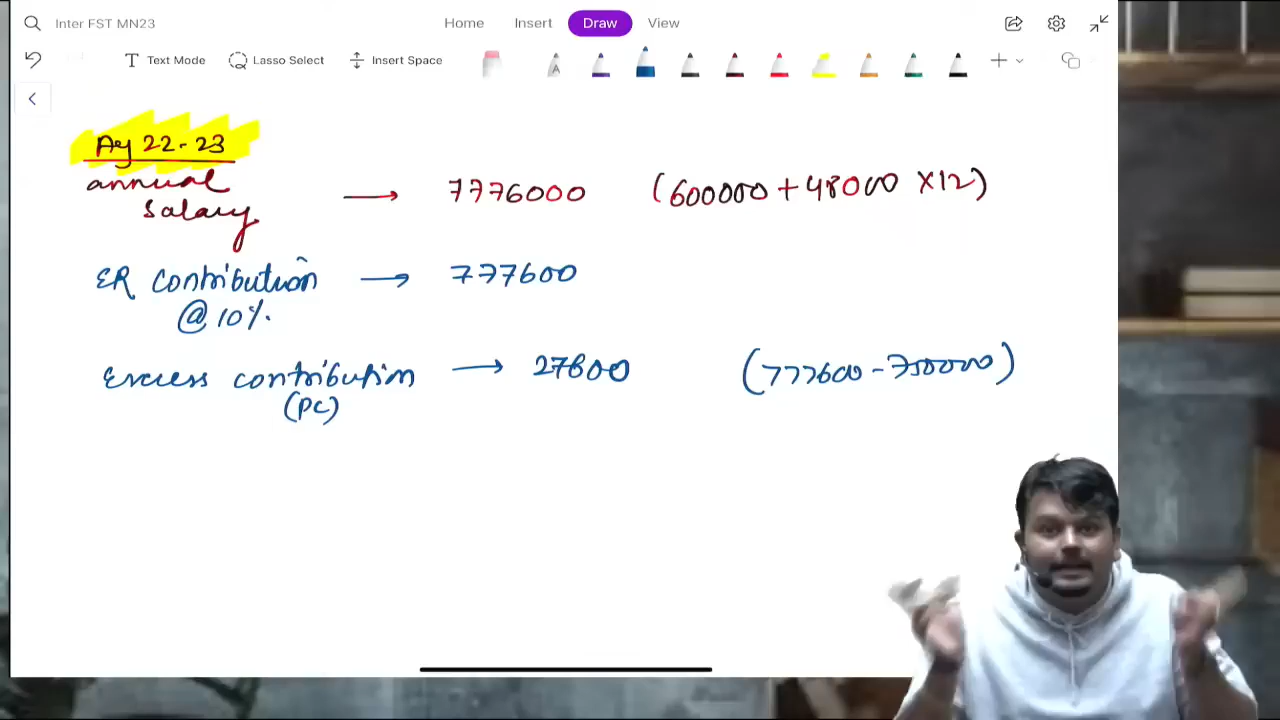 Inter FST MN23
Home Insert Draw View
Text Mode Lasso Select Insert Space
Ay 22-23
annual
salary → 7776000 (600000 + 48000 ×12)
ER contribution → 777600
@ 10%.
Excess contribution → 27600 (777600 - 750000)
(PC)